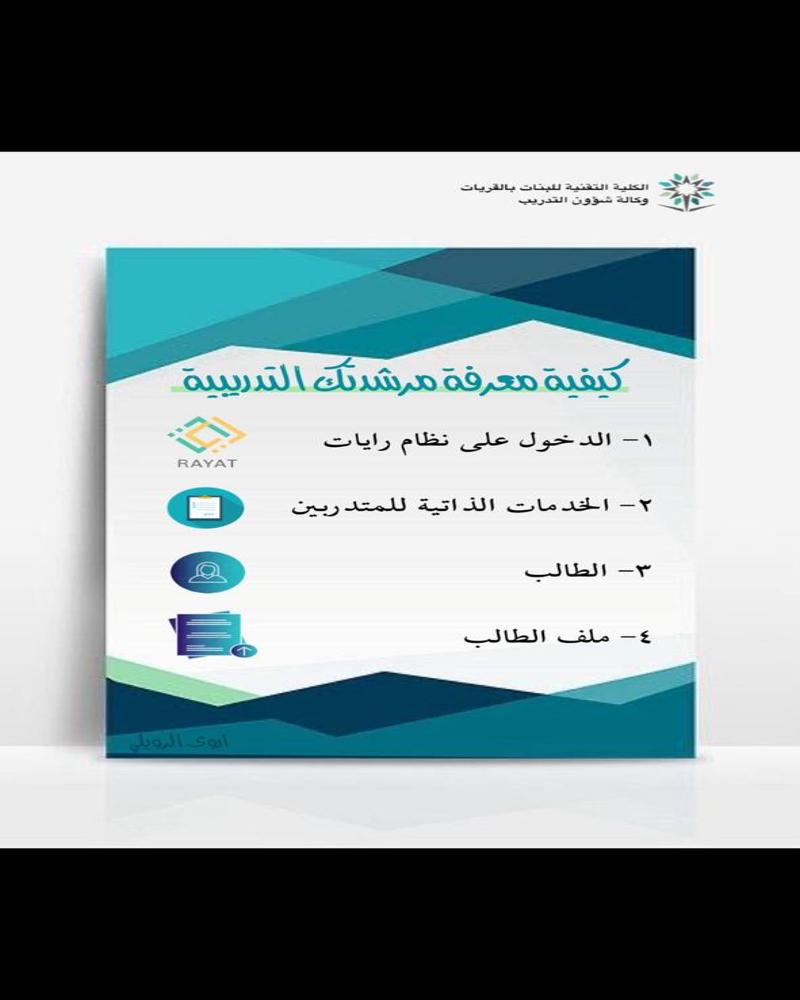 الكلية التقنية للبنات بالقريات
وكالة شؤون التدريب
كيفية معرفة مرشدتك التدريبية
١- الدخول على نظام رايات
RAYAT
٢- الخدمات الذاتية للمتدربين
٣- الطالب
٤- ملف الطالب
اروى الرويلي